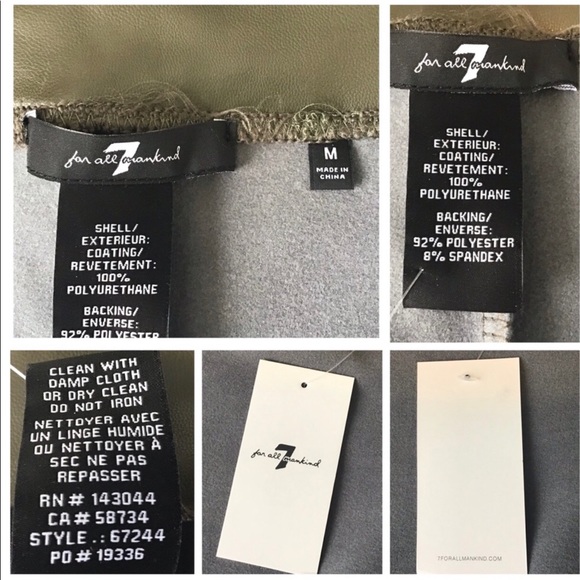 for all 7 mankind
SHELL/
EXTERIEUR:
COATING/
REVETEMENT:
100%
POLYURETHANE
BACKING/
ENVERSE:
92% POLYESTER
M
MADE IN
CHINA
for all 7 mankind
SHELL/
EXTERIEUR:
COATING/
REVETEMENT:
100%
POLYURETHANE
BACKING/
ENVERSE:
92% POLYESTER
8% SPANDEX
CLEAN WITH
DAMP CLOTH
OR DRY CLEAN
DO NOT IRON
NETTOYER AVEC
UN LINGE HUMIDE
OU NETTOYER À
SEC NE PAS
REPASSER
RN# 143044
CA# 58734
STYLE.: 67244
PO# 19336
for all 7 mankind
7FORALLMANKIND.COM